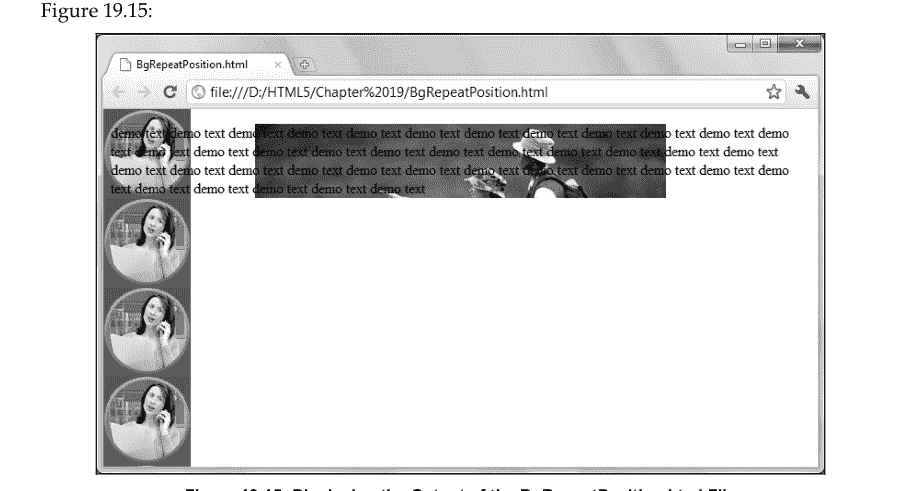 Figure 19.15:
BgRepeatPosition.html
file:///D:/HTML5/Chapter%2019/BgRepeatPosition.html
demo text demo text demo text demo text demo text demo text demo text demo text demo text demo text demo text demo
text demo text demo text demo text demo text demo text demo text demo text demo text demo text demo text demo text
demo text demo text demo text demo text demo text demo text demo text demo text demo text demo text demo text demo
text demo text demo text demo text demo text demo text